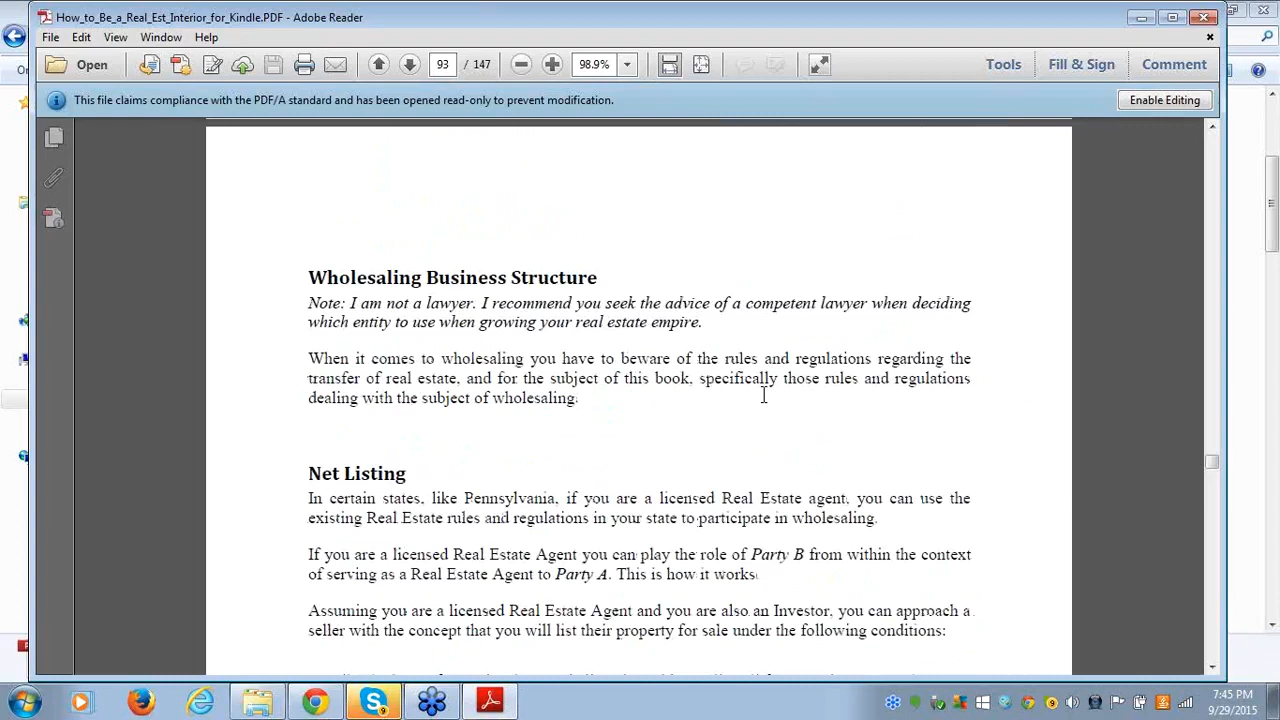 How_to_Be_a_Real_Est_Interior_for_Kindle.PDF - Adobe Reader
File Edit View Window Help
Open 93 / 147 98.9% Tools Fill & Sign Comment
This file claims compliance with the PDF/A standard and has been opened read-only to prevent modification. Enable Editing
Wholesaling Business Structure
Note: I am not a lawyer. I recommend you seek the advice of a competent lawyer when deciding
which entity to use when growing your real estate empire.
When it comes to wholesaling you have to beware of the rules and regulations regarding the
transfer of real estate, and for the subject of this book, specifically those rules and regulations
dealing with the subject of wholesaling.
Net Listing
In certain states, like Pennsylvania, if you are a licensed Real Estate agent, you can use the
existing Real Estate rules and regulations in your state to participate in wholesaling.
If you are a licensed Real Estate Agent you can play the role of Party B from within the context
of serving as a Real Estate Agent to Party A. This is how it works:
Assuming you are a licensed Real Estate Agent and you are also an Investor, you can approach a
seller with the concept that you will list their property for sale under the following conditions:
7:45 PM
9/29/2015